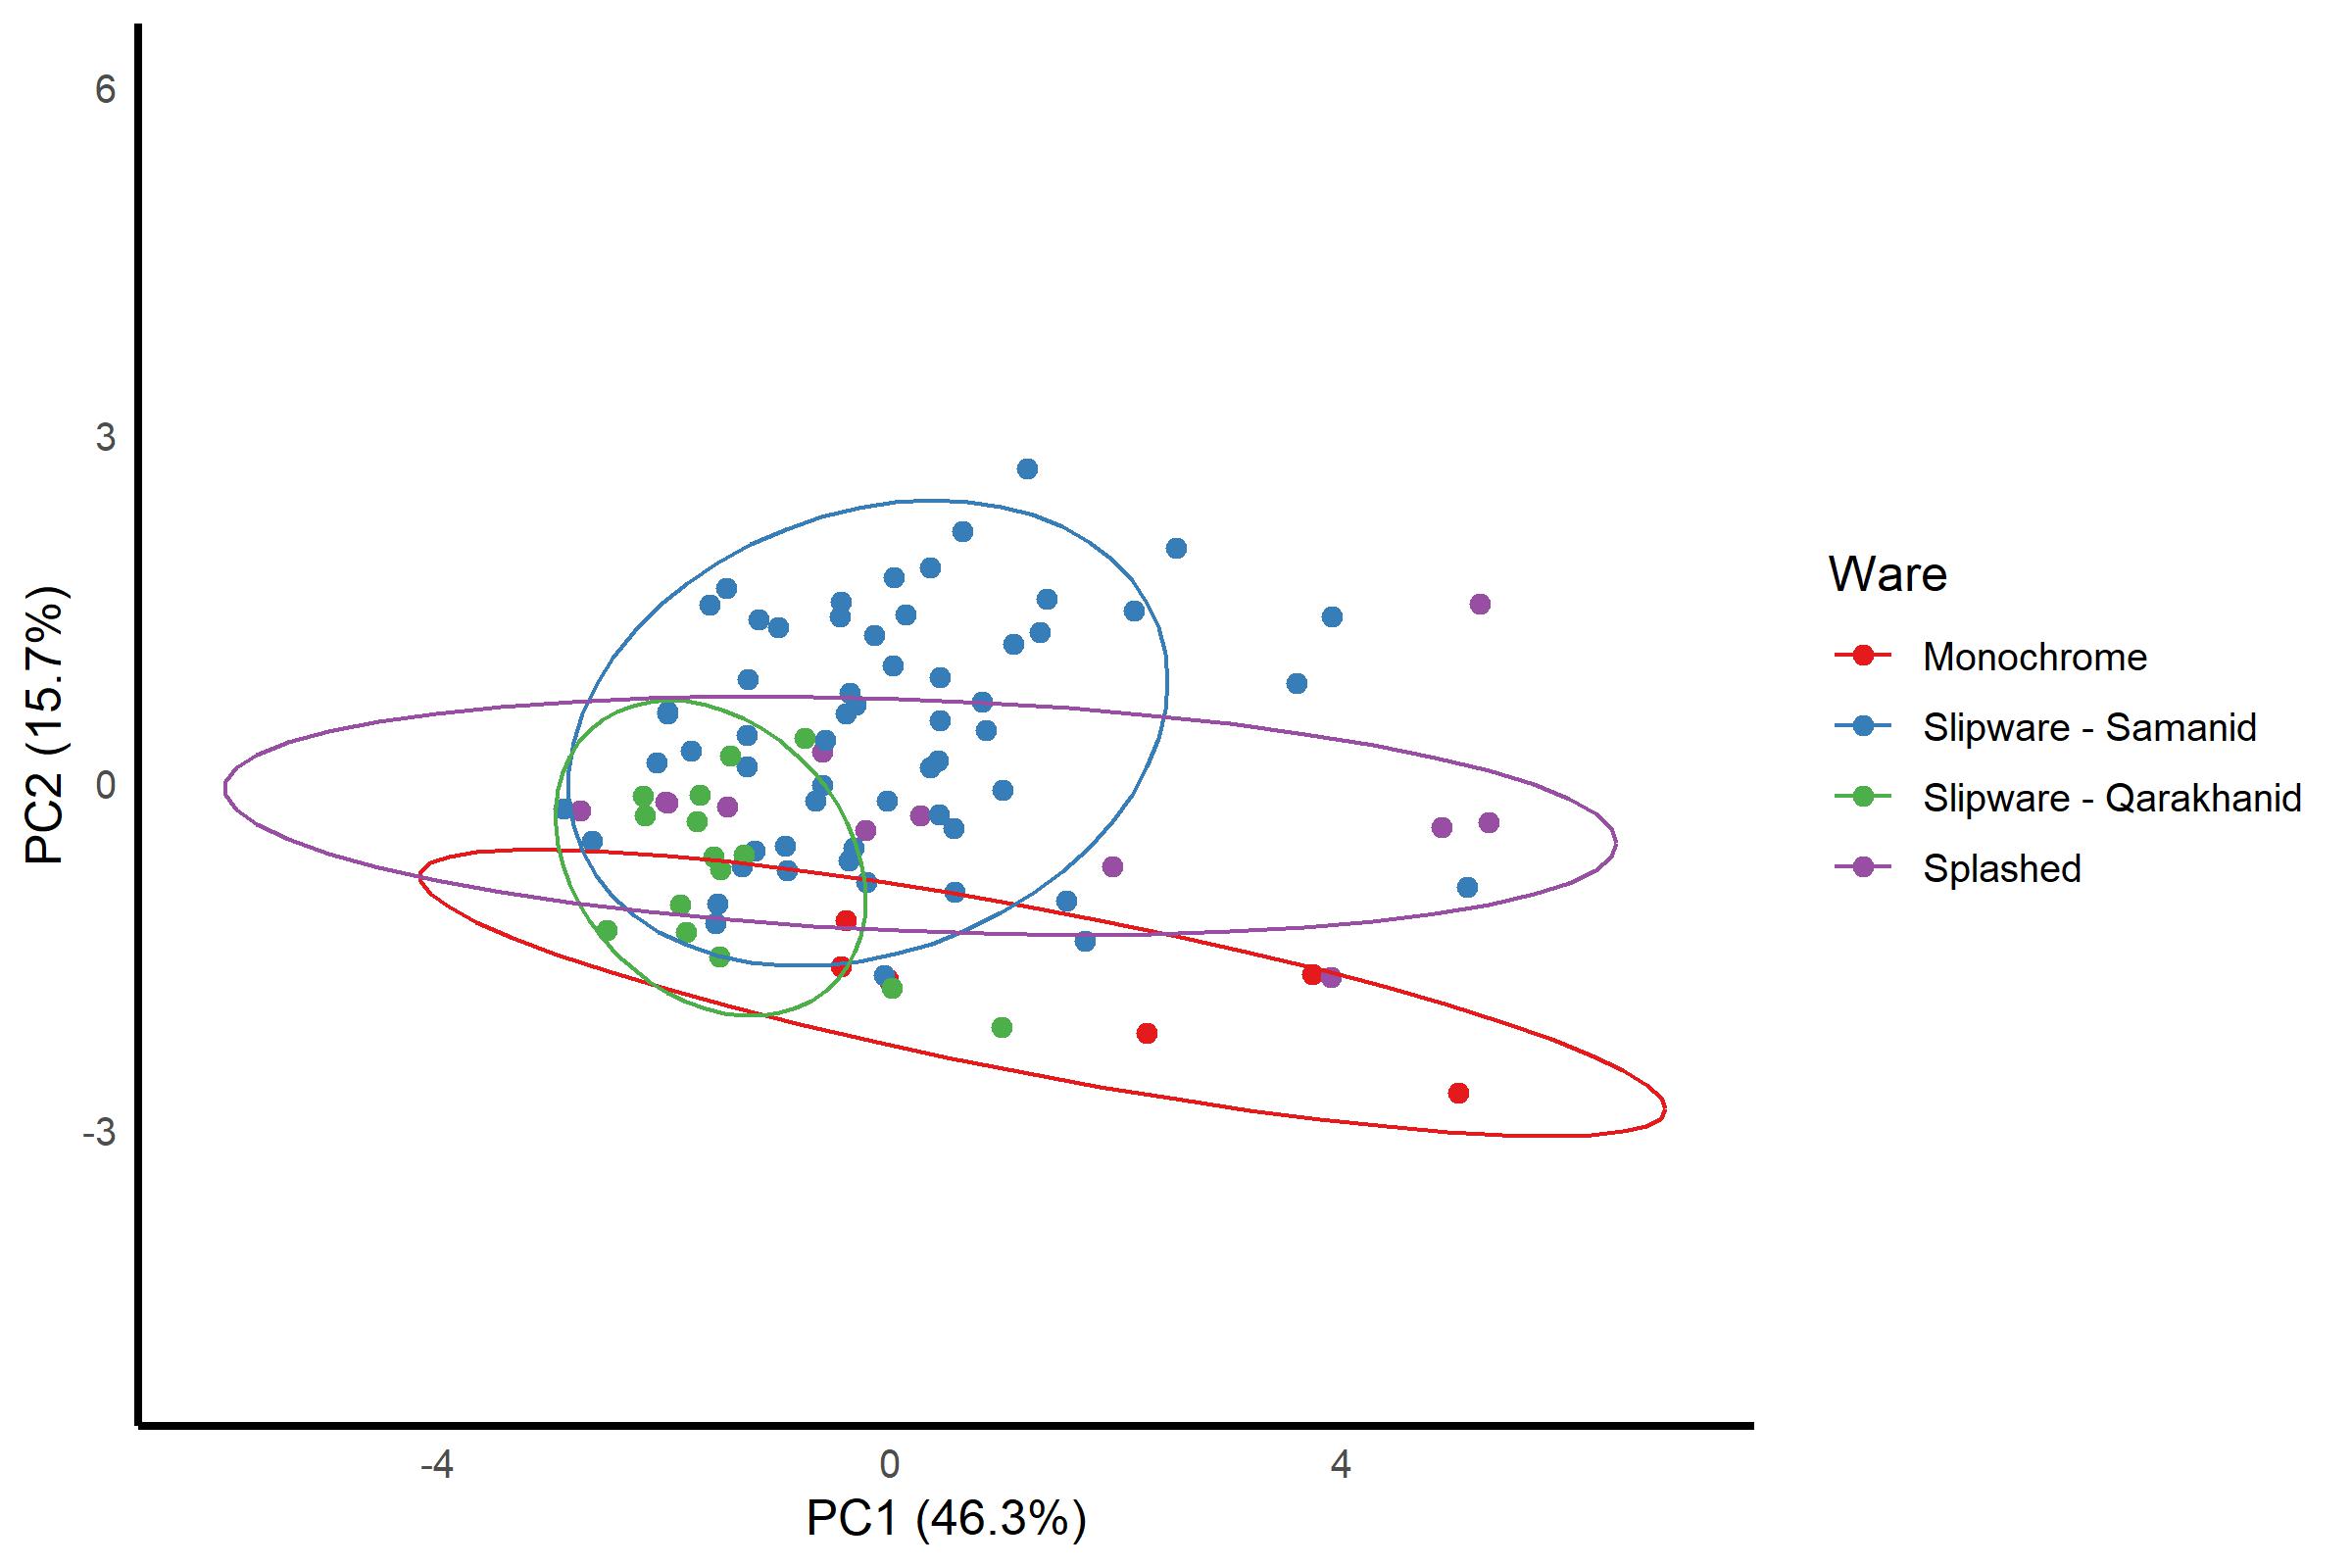 6
3
0
-3
PC2 (15.7%)
-4 0 4
PC1 (46.3%)
Ware
Monochrome
Slipware - Samanid
Slipware - Qarakhanid
Splashed